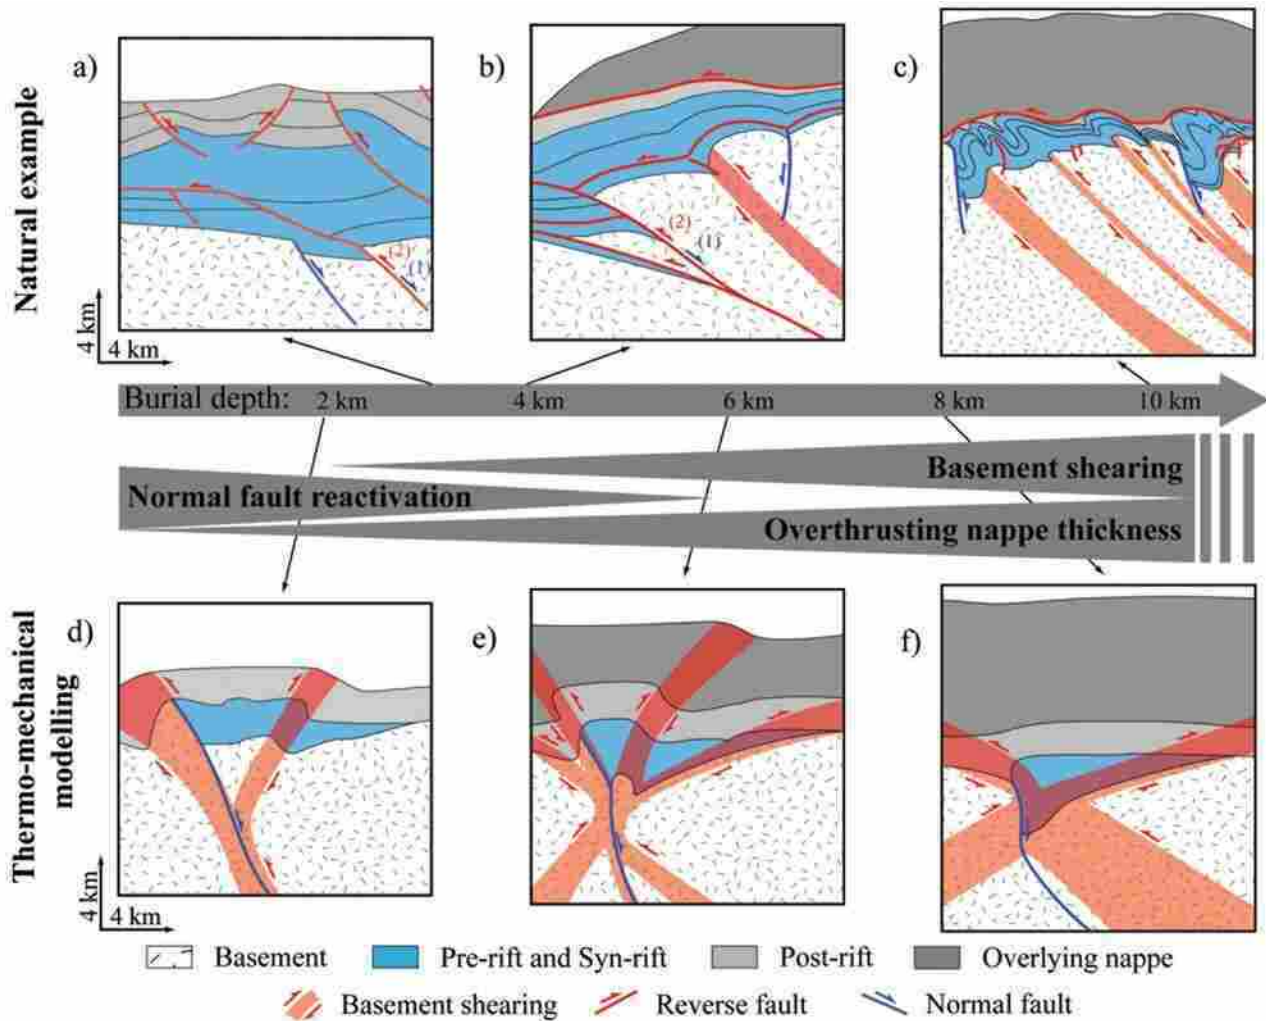 a)
b)
c)
Natural example
(2)
(1)
(2)
(1)
4 km
4 km
Burial depth:
2 km
4 km
6 km
8 km
10 km
Basement shearing
Normal fault reactivation
Overthrusting nappe thickness
d)
e)
f)
Thermo-mechanical
modelling
4 km
4 km
Basement
Pre-rift and Syn-rift
Post-rift
Overlying nappe
Basement shearing
Reverse fault
Normal fault